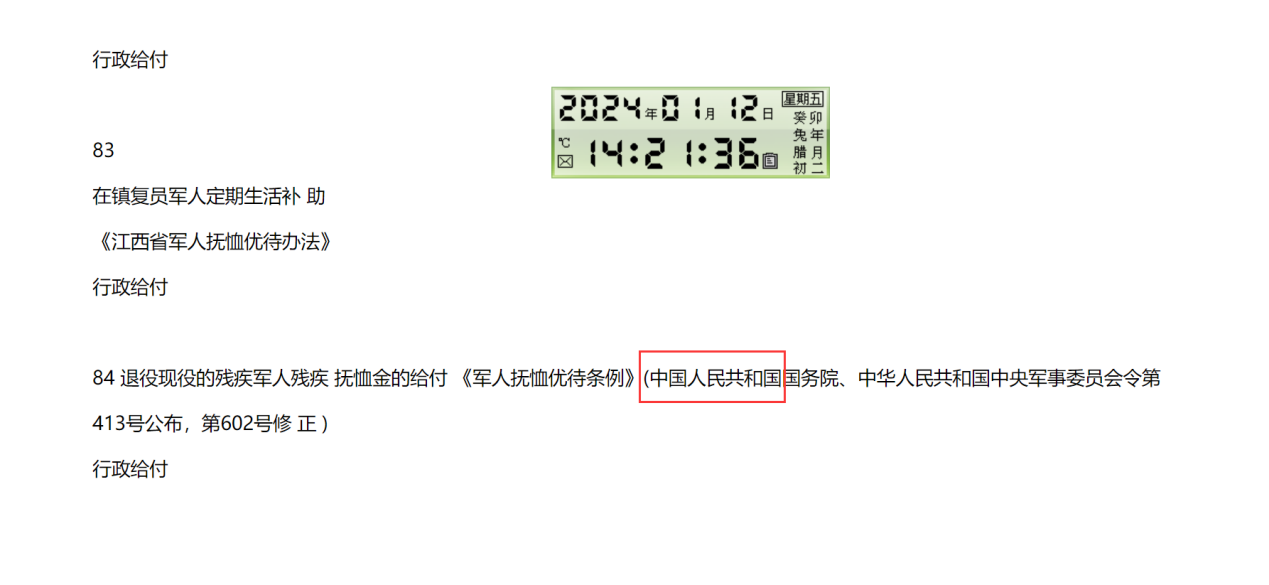 行政给付
2024年01月12日 星期五
癸卯
兔年
℃ 14:21:36
腊月
初二
83
在镇复员军人定期生活补 助
《江西省军人抚恤优待办法》
行政给付
84 退役现役的残疾军人残疾 抚恤金的给付 《军人抚恤优待条例》(中国人民共和国国务院、中华人民共和国中央军事委员会令第
413号公布，第602号修 正 )
行政给付